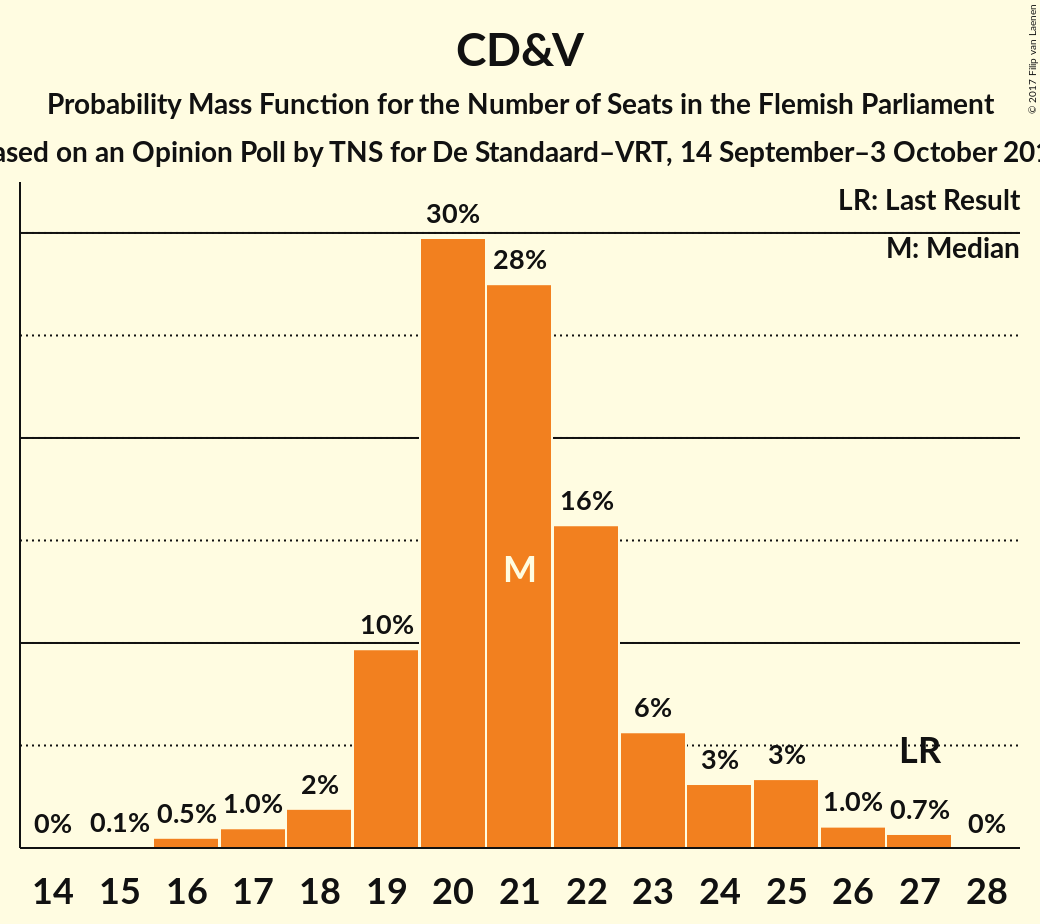 CD&V
Probability Mass Function for the Number of Seats in the Flemish Parliament
on an Opinion Poll by TNS for De Standaard–VRT, 14 September–3 October
© 2017 Filip van Laenen
LR: Last Result
M: Median
0% 0.1% 0.5% 1.0% 2% 10% 30% 28% 16% 6% 3% 3% 1.0% 0.7% 0%
M
LR
14 15 16 17 18 19 20 21 22 23 24 25 26 27 28